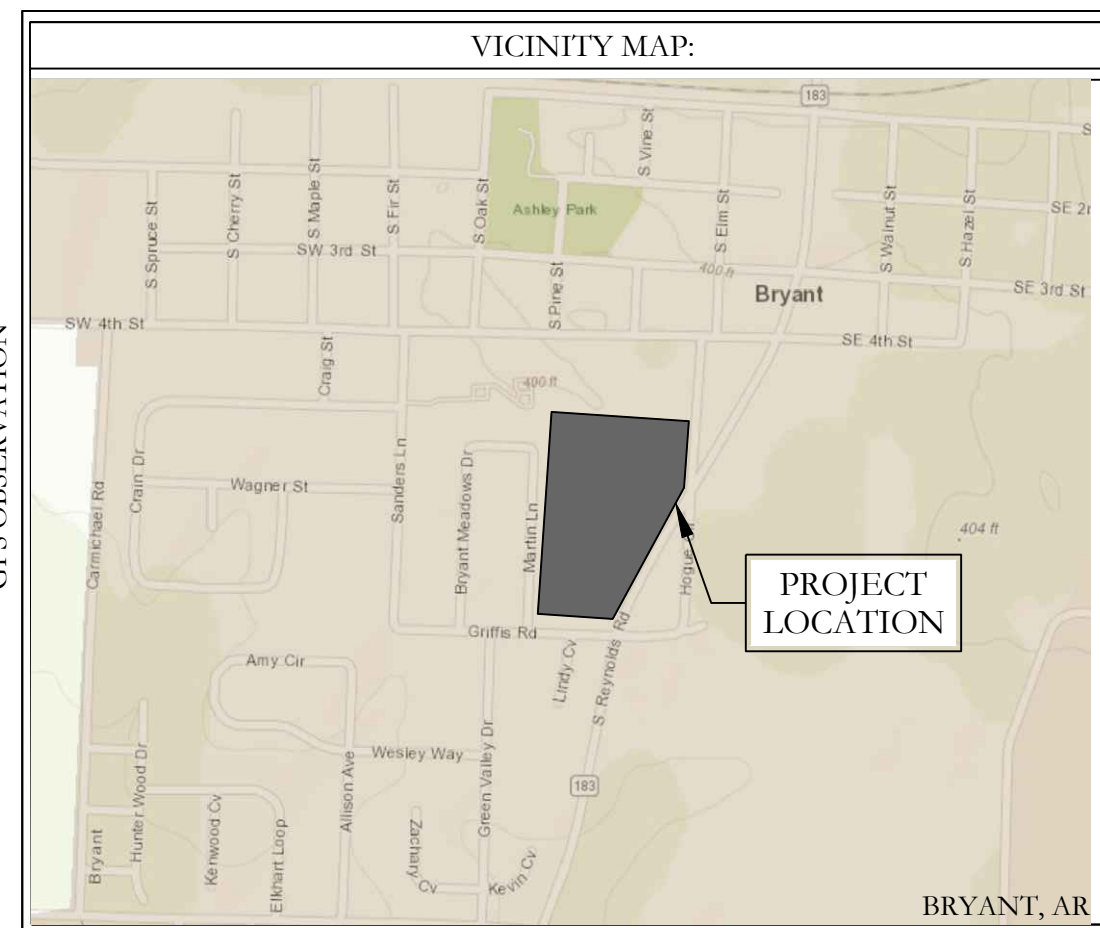 VICINITY MAP:
GPS OBSERVATION
183
S Vine St
S Maple St
S Cherry St
S Fir St
S Oak St
Ashley Park
S Elm St
S Walnut St
S Hazel St
S Spruce St
SW 3rd St
S Pine St
400 ft
Bryant
SE 3rd St
SW 4th St
SE 4th St
Craig St
400 ft
Crain Dr
Wagner St
Sanders Ln
Bryant Meadows Dr
Martin Ln
Carmichael Rd
404 ft
PROJECT
LOCATION
Griffis Rd
Lindy Cv
S Reynolds Rd
Amy Cir
Wesley Way
Green Valley Dr
183
Hunter Wood Dr
Allison Ave
Kenwood Cv
Elkhart Loop
Zachary Cv
Kevin Cv
Bryant
BRYANT, AR